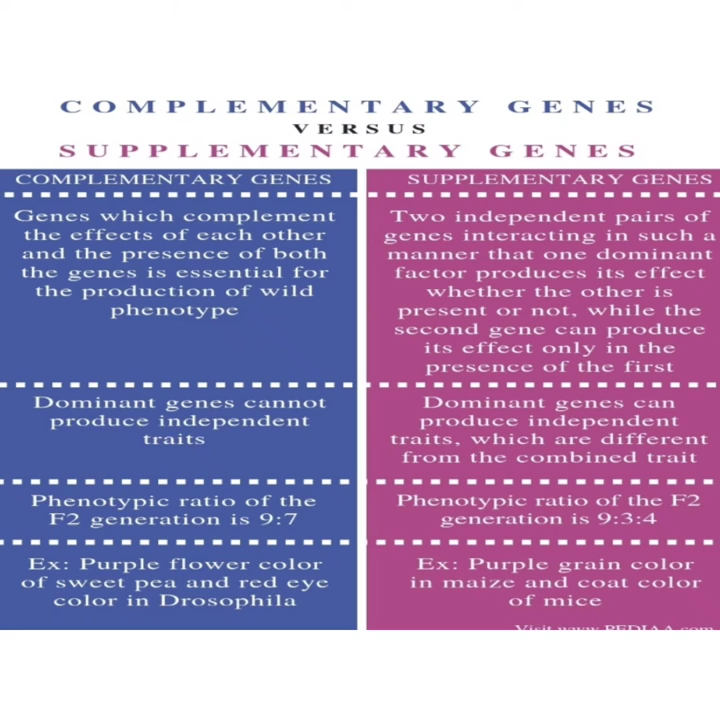 COMPLEMENTARY GENES
VERSUS
SUPPLEMENTARY GENES
COMPLEMENTARY GENES
Genes which complement
the effects of each other
and the presence of both
the genes is essential for
the production of wild
phenotype
Dominant genes cannot
produce independent
traits
Phenotypic ratio of the
F2 generation is 9:7
Ex: Purple flower color
of sweet pea and red eye
color in Drosophila
SUPPLEMENTARY GENES
Two independent pairs of
genes interacting in such a
manner that one dominant
factor produces its effect
whether the other is
present or not, while the
second gene can produce
its effect only in the
presence of the first
Dominant genes can
produce independent
traits, which are different
from the combined trait
Phenotypic ratio of the F2
generation is 9:3:4
Ex: Purple grain color
in maize and coat color
of mice
Visit www.PEDIAA.com